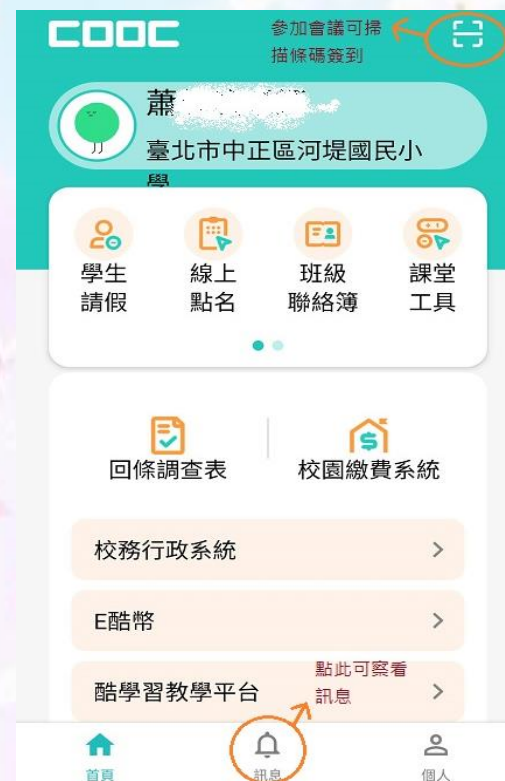 COOC
參加會議可掃
描條碼簽到
蕭
臺北市中正區河堤國民小
學
學生
請假
線上
點名
班級
聯絡簿
課堂
工具
回條調查表
校園繳費系統
校務行政系統
E酷幣
酷學習教學平台
點此可察看
訊息
首頁
訊息
個人